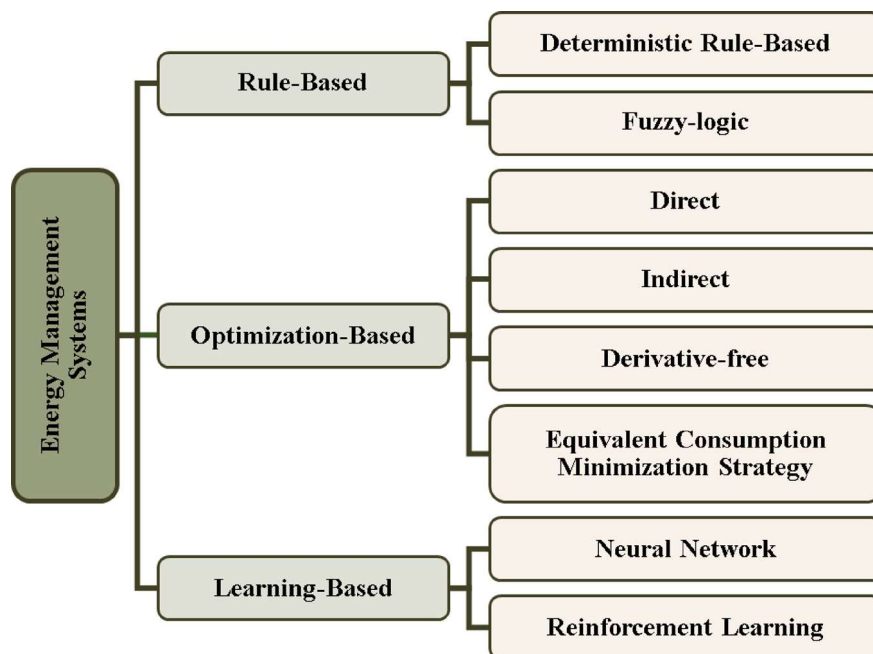 Energy Management
Systems
Rule-Based
Deterministic Rule-Based
Fuzzy-logic
Optimization-Based
Direct
Indirect
Derivative-free
Equivalent Consumption
Minimization Strategy
Learning-Based
Neural Network
Reinforcement Learning